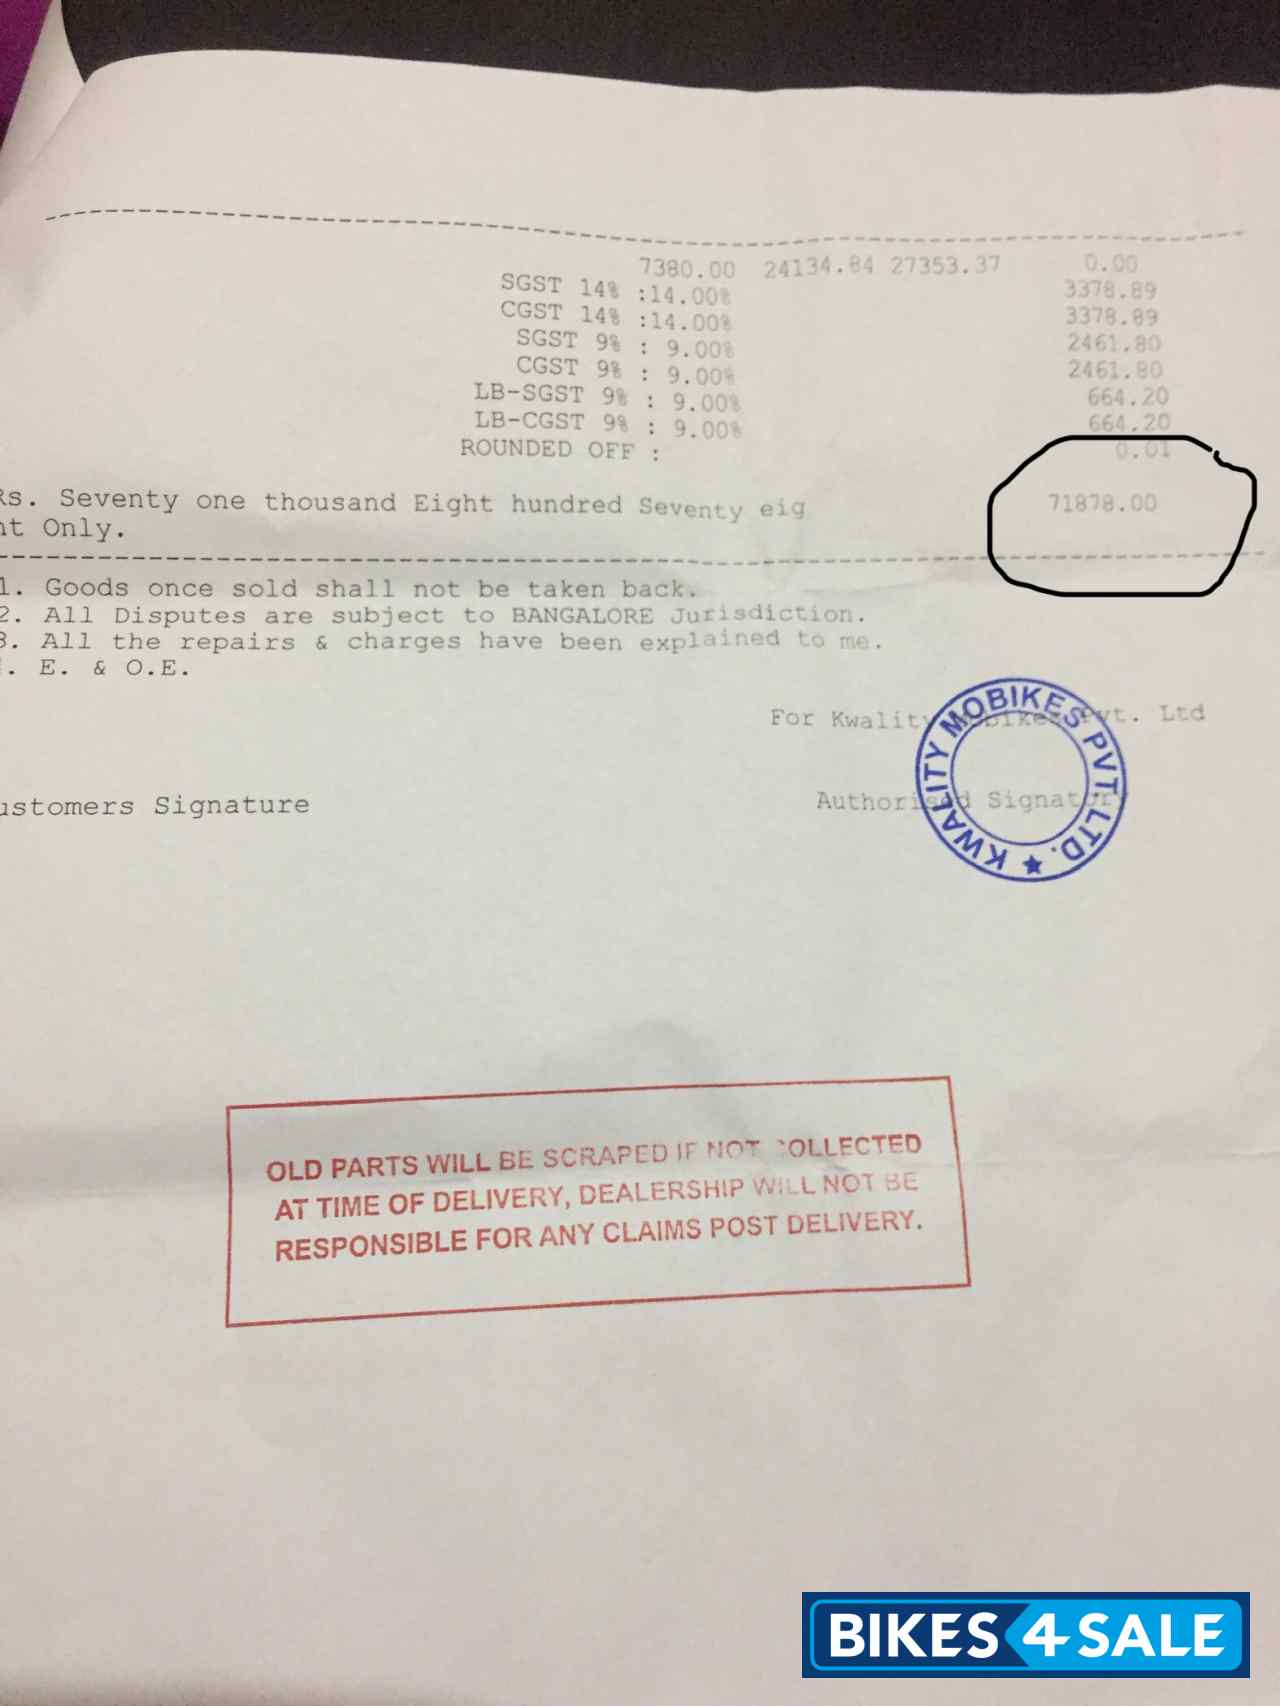 7380.00 24134.84 27353.37 0.00
SGST 14% :14.00% 3378.89
CGST 14% :14.00% 3378.89
SGST 9% : 9.00% 2461.80
CGST 9% : 9.00% 2461.80
LB-SGST 9% : 9.00% 664.20
LB-CGST 9% : 9.00% 664.20
ROUNDED OFF : 0.01
Rs. Seventy one thousand Eight hundred Seventy eig 71878.00
ht Only.
1. Goods once sold shall not be taken back.
2. All Disputes are subject to BANGALORE Jurisdiction.
3. All the repairs & charges have been explained to me.
. E. & O.E.
For Kwality Mobikes Pvt. Ltd
KWALITY MOBIKES PVT. LTD.
ustomers Signature Authorised Signatory
OLD PARTS WILL BE SCRAPED IF NOT COLLECTED
AT TIME OF DELIVERY, DEALERSHIP WILL NOT BE
RESPONSIBLE FOR ANY CLAIMS POST DELIVERY.
BIKES4SALE